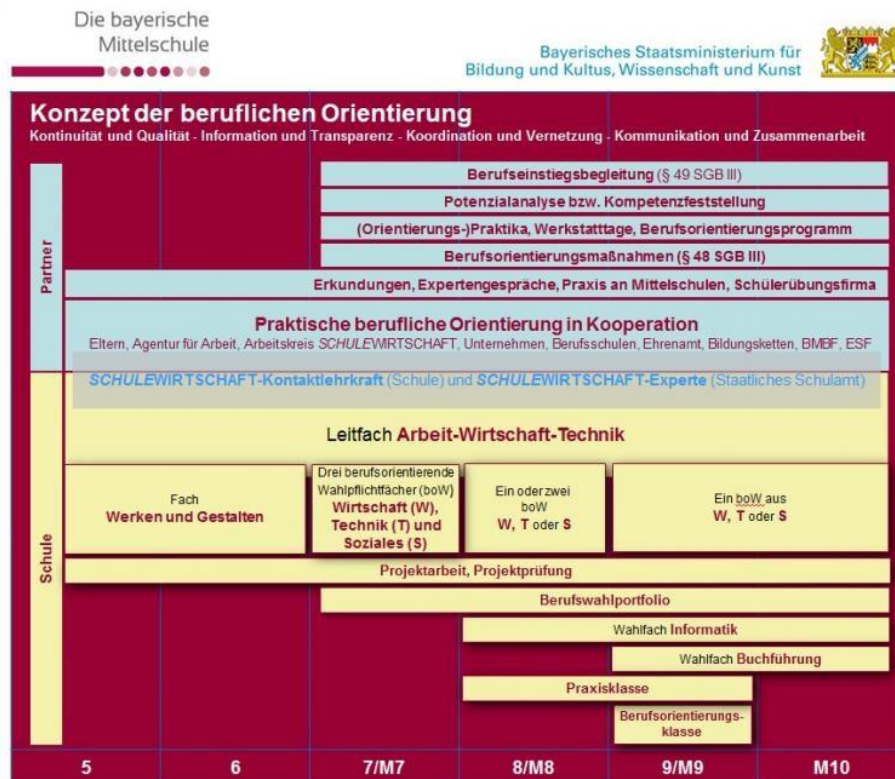 Die bayerische
Mittelschule
Bayerisches Staatsministerium für
Bildung und Kultus, Wissenschaft und Kunst
Konzept der beruflichen Orientierung
Kontinuität und Qualität - Information und Transparenz - Koordination und Vernetzung - Kommunikation und Zusammenarbeit
Partner
Berufseinstiegsbegleitung (§ 49 SGB III)
Potenzialanalyse bzw. Kompetenzfeststellung
(Orientierungs-)Praktika, Werkstatttage, Berufsorientierungsprogramm
Berufsorientierungsmaßnahmen (§ 48 SGB III)
Erkundungen, Expertengespräche, Praxis an Mittelschulen, Schülerübungsfirma
Praktische berufliche Orientierung in Kooperation
Eltern, Agentur für Arbeit, Arbeitskreis SCHULEWIRTSCHAFT, Unternehmen, Berufsschulen, Ehrenamt, Bildungsketten, BMBF, ESF
SCHULEWIRTSCHAFT-Kontaktlehrkraft (Schule) und SCHULEWIRTSCHAFT-Experte (Staatliches Schulamt)
Schule
Leitfach Arbeit-Wirtschaft-Technik
Fach
Werken und Gestalten
Drei berufsorientierende
Wahlpflichtfächer (boW)
Wirtschaft (W),
Technik (T) und
Soziales (S)
Ein oder zwei
boW
W, T oder S
Ein boW aus
W, T oder S
Projektarbeit, Projektprüfung
Berufswahlportfolio
Wahlfach Informatik
Wahlfach Buchführung
Praxisklasse
Berufsorientierungs-
klasse
5 6 7/M7 8/M8 9/M9 M10